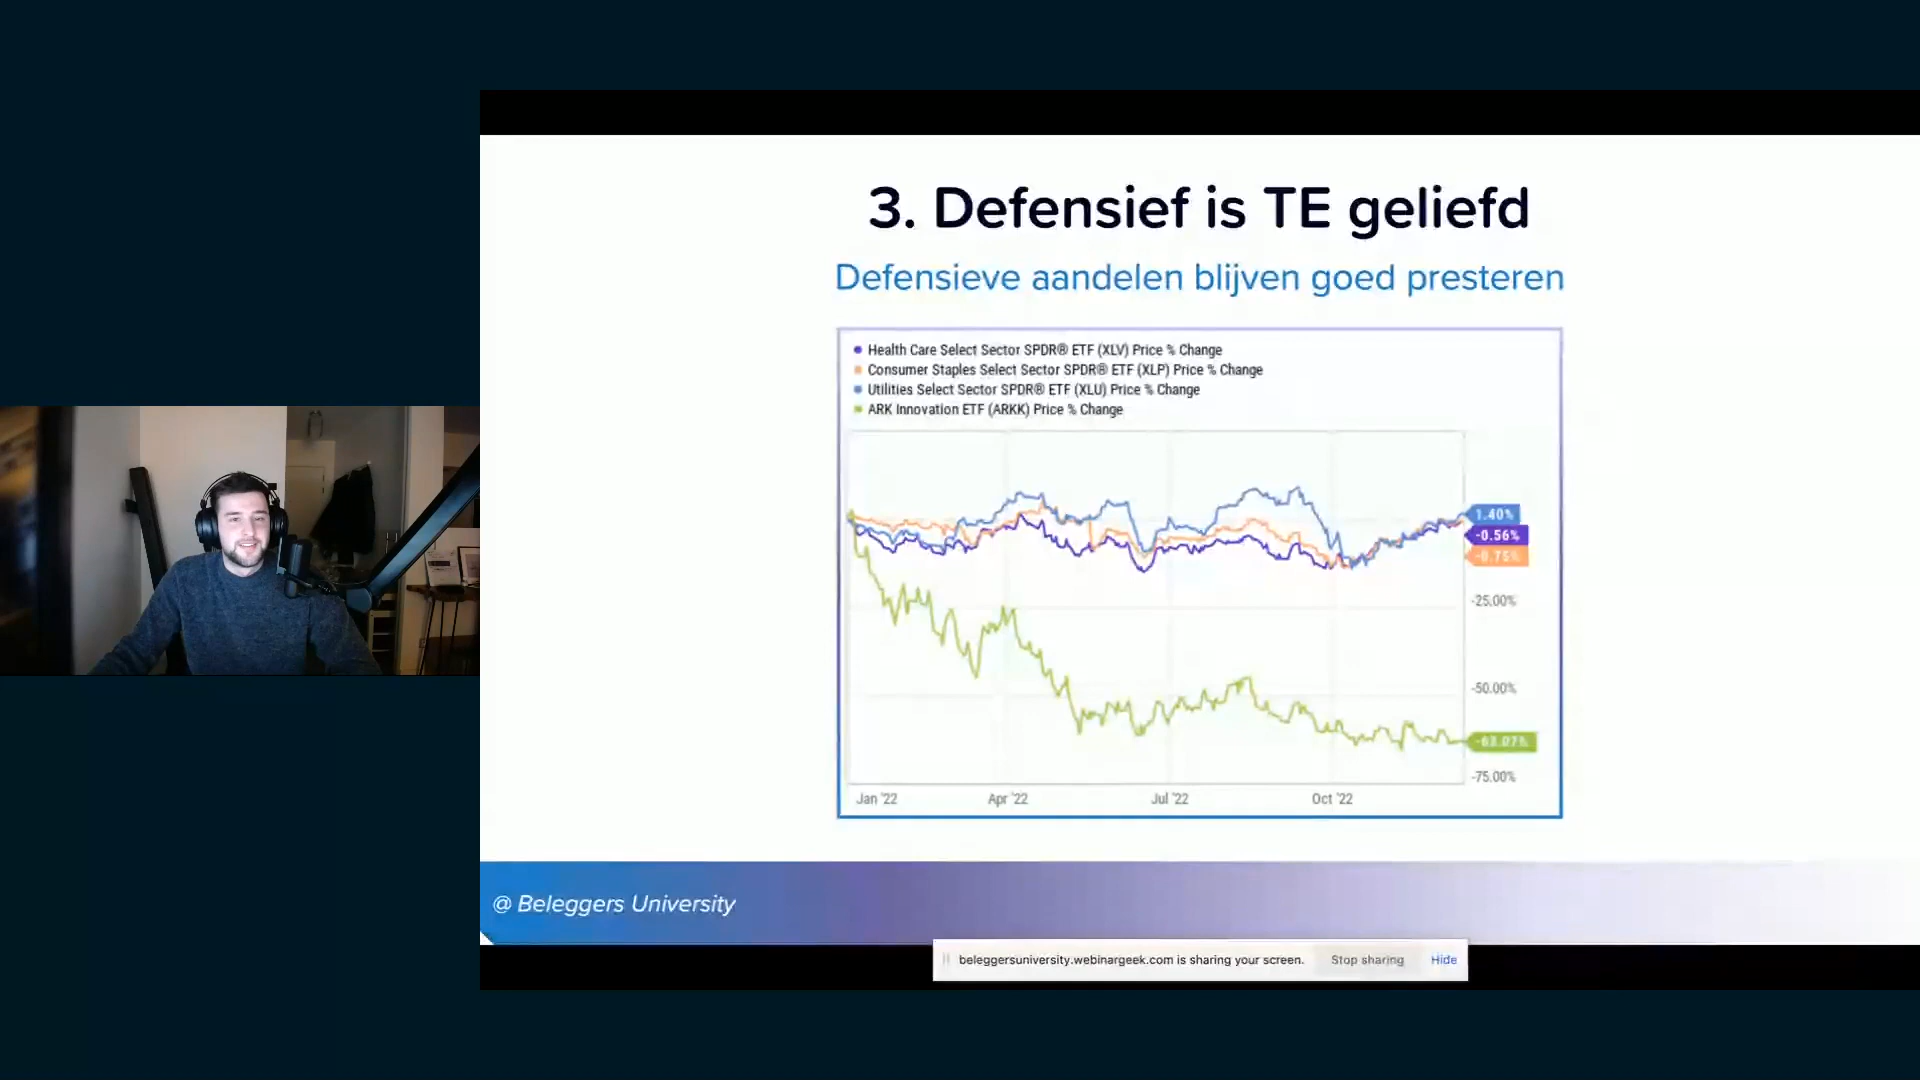 3. Defensief is TE geliefd
Defensieve aandelen blijven goed presteren
Health Care Select Sector SPDR® ETF (XLV) Price % Change
Consumer Staples Select Sector SPDR® ETF (XLP) Price % Change
Utilities Select Sector SPDR® ETF (XLU) Price % Change
ARK Innovation ETF (ARKK) Price % Change
1.40%
-0.56%
-0.75%
-25.00%
-50.00%
-63.07%
-75.00%
Jan '22 Apr '22 Jul '22 Oct '22
@ Beleggers University
beleggersuniversity.webinargeek.com is sharing your screen. Stop sharing Hide